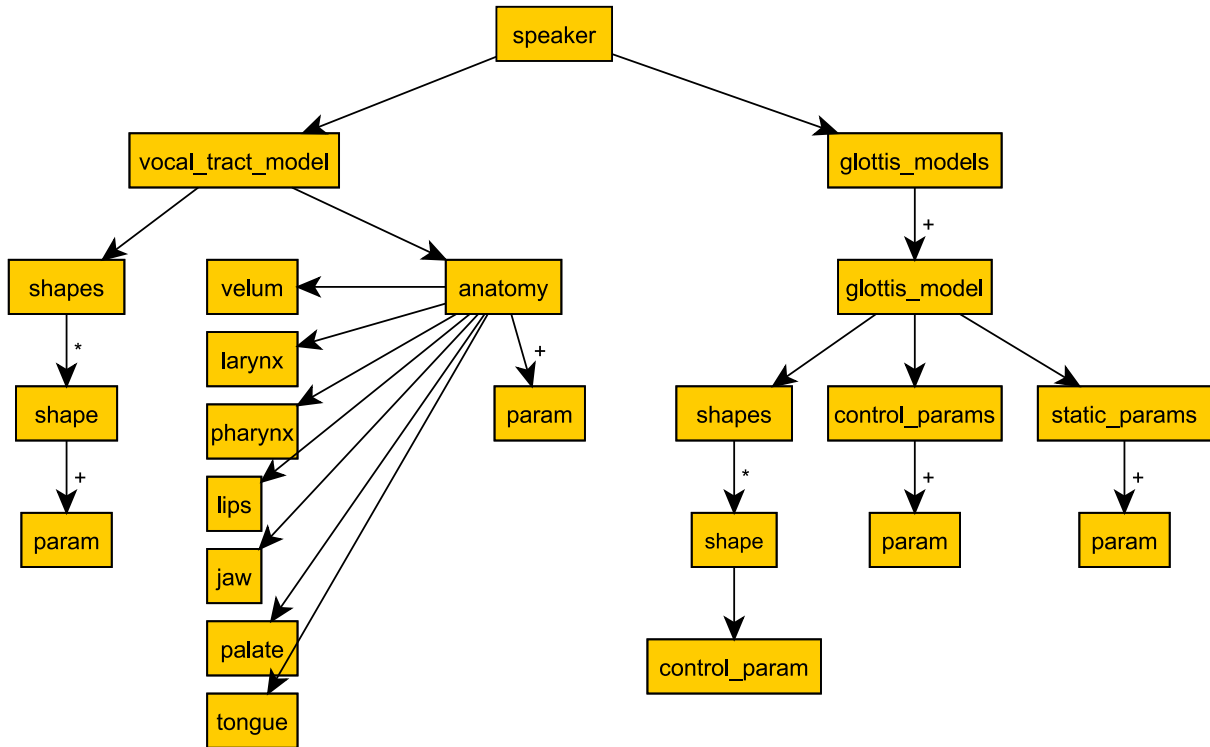 speaker
vocal_tract_model
glottis_models
+
shapes
velum
anatomy
glottis_model
*
larynx
+
shape
pharynx
param
shapes
control_params
static_params
+
lips
*
+
+
param
jaw
shape
param
param
palate
control_param
tongue